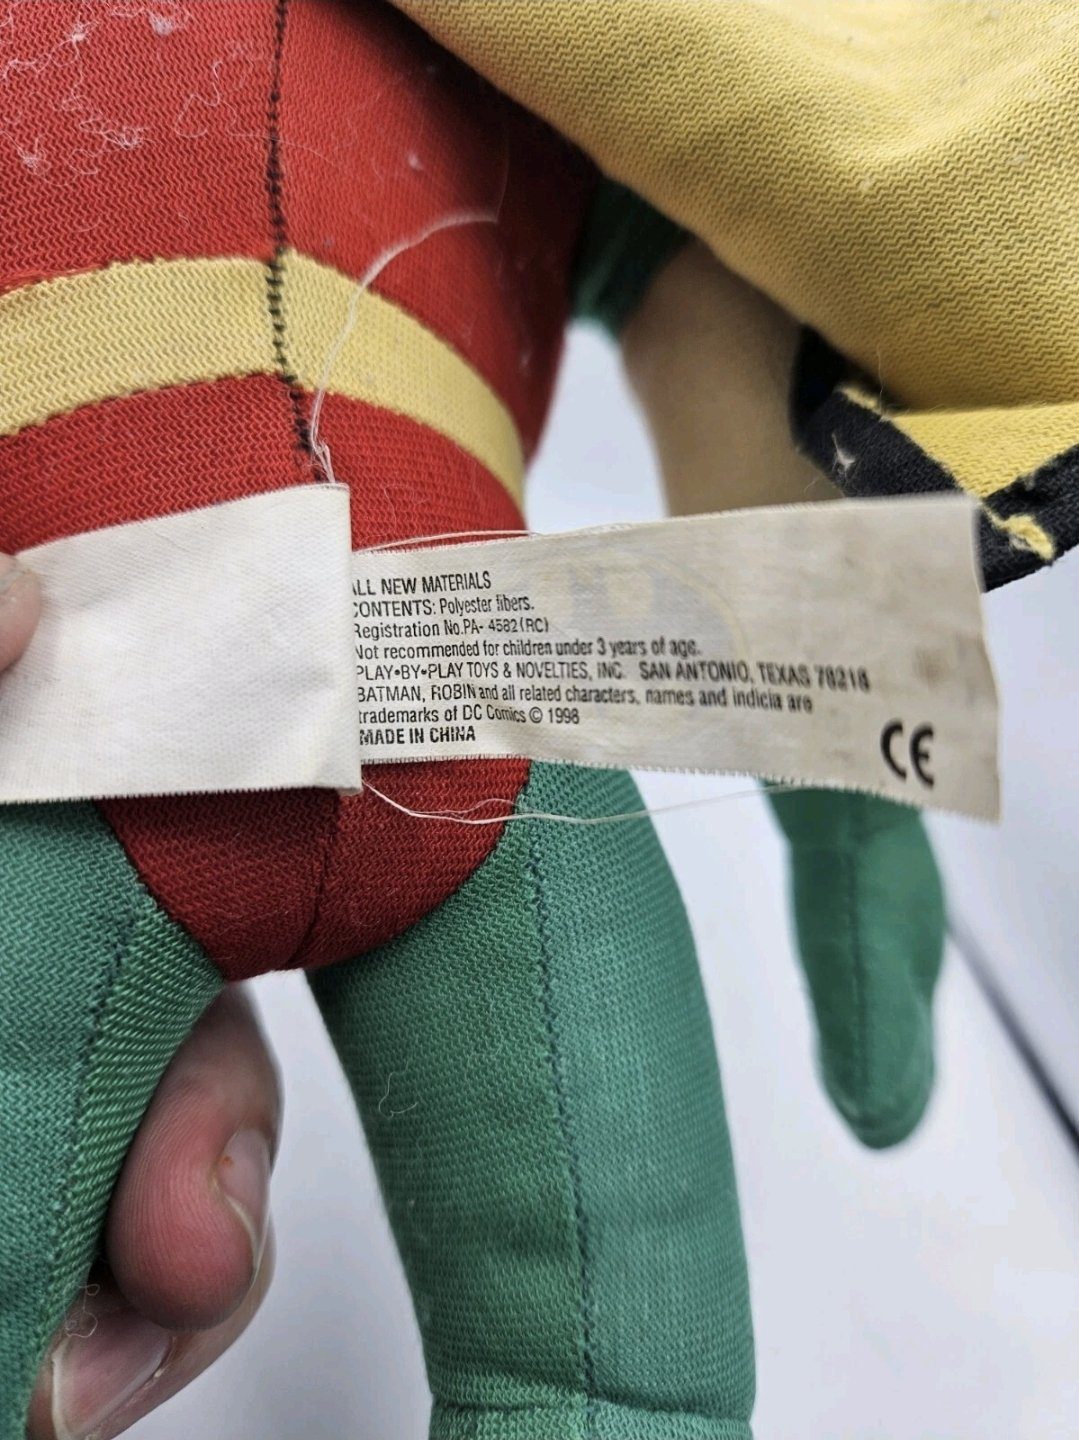 ALL NEW MATERIALS
CONTENTS: Polyester fibers.
Registration No.PA- 4582(RC)
Not recommended for children under 3 years of age.
PLAY•BY•PLAY TOYS & NOVELTIES, INC. SAN ANTONIO, TEXAS 78218
BATMAN, ROBIN and all related characters, names and indicia are
trademarks of DC Comics © 1998
MADE IN CHINA
CE